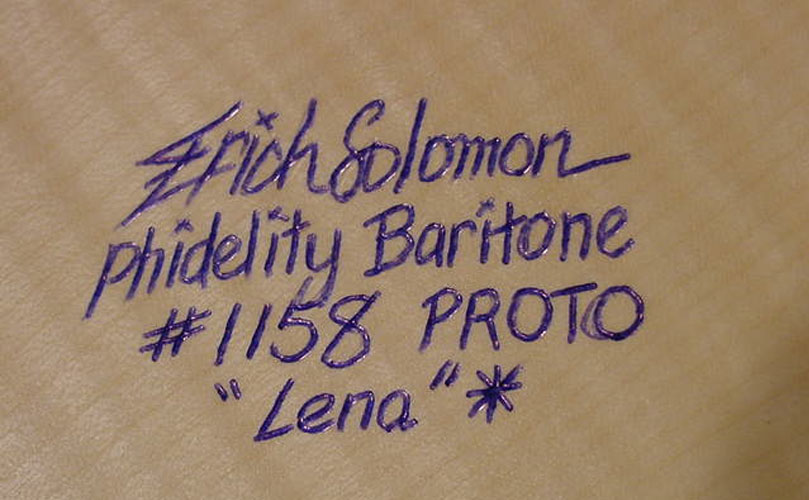 Erich Solomon
Phidelity Baritone
#1158 PROTO
"Lena"*